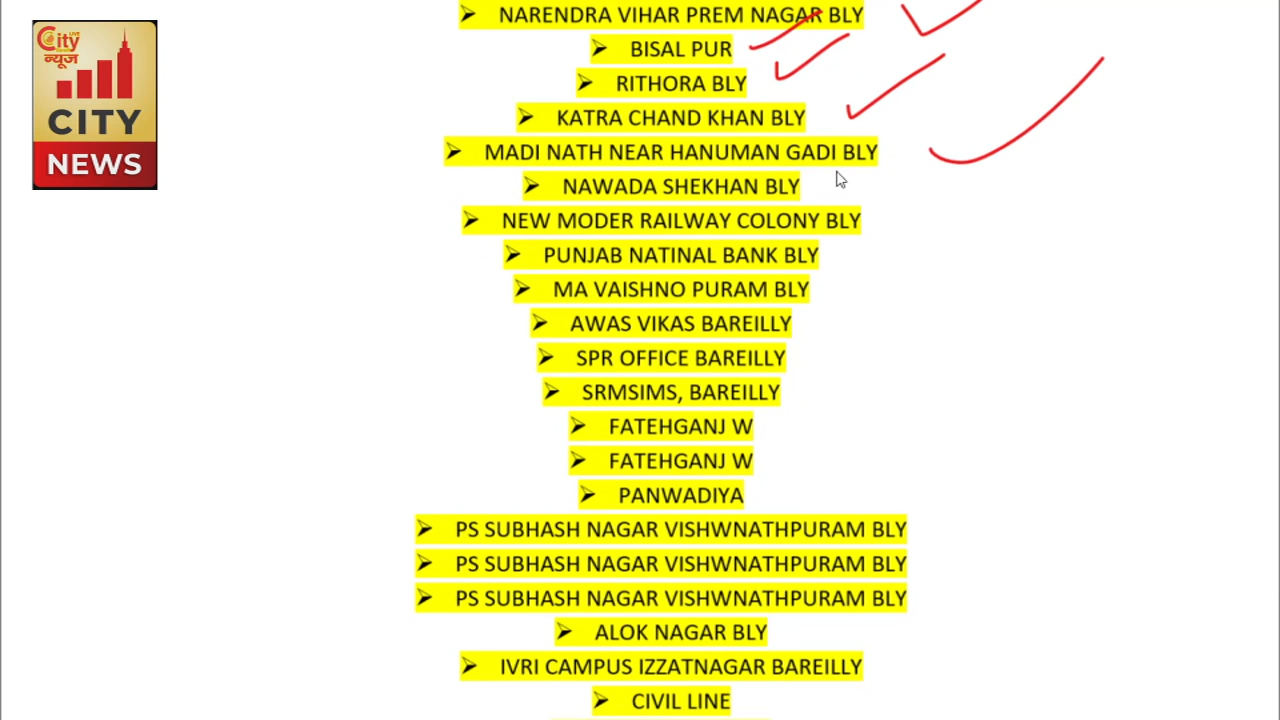 City LIVE
न्यूज
CITY
NEWS
NARENDRA VIHAR PREM NAGAR BLY
BISAL PUR
RITHORA BLY
KATRA CHAND KHAN BLY
MADI NATH NEAR HANUMAN GADI BLY
NAWADA SHEKHAN BLY
NEW MODER RAILWAY COLONY BLY
PUNJAB NATINAL BANK BLY
MA VAISHNO PURAM BLY
AWAS VIKAS BAREILLY
SPR OFFICE BAREILLY
SRMSIMS, BAREILLY
FATEHGANJ W
FATEHGANJ W
PANWADIYA
PS SUBHASH NAGAR VISHWNATHPURAM BLY
PS SUBHASH NAGAR VISHWNATHPURAM BLY
PS SUBHASH NAGAR VISHWNATHPURAM BLY
ALOK NAGAR BLY
IVRI CAMPUS IZZATNAGAR BAREILLY
CIVIL LINE